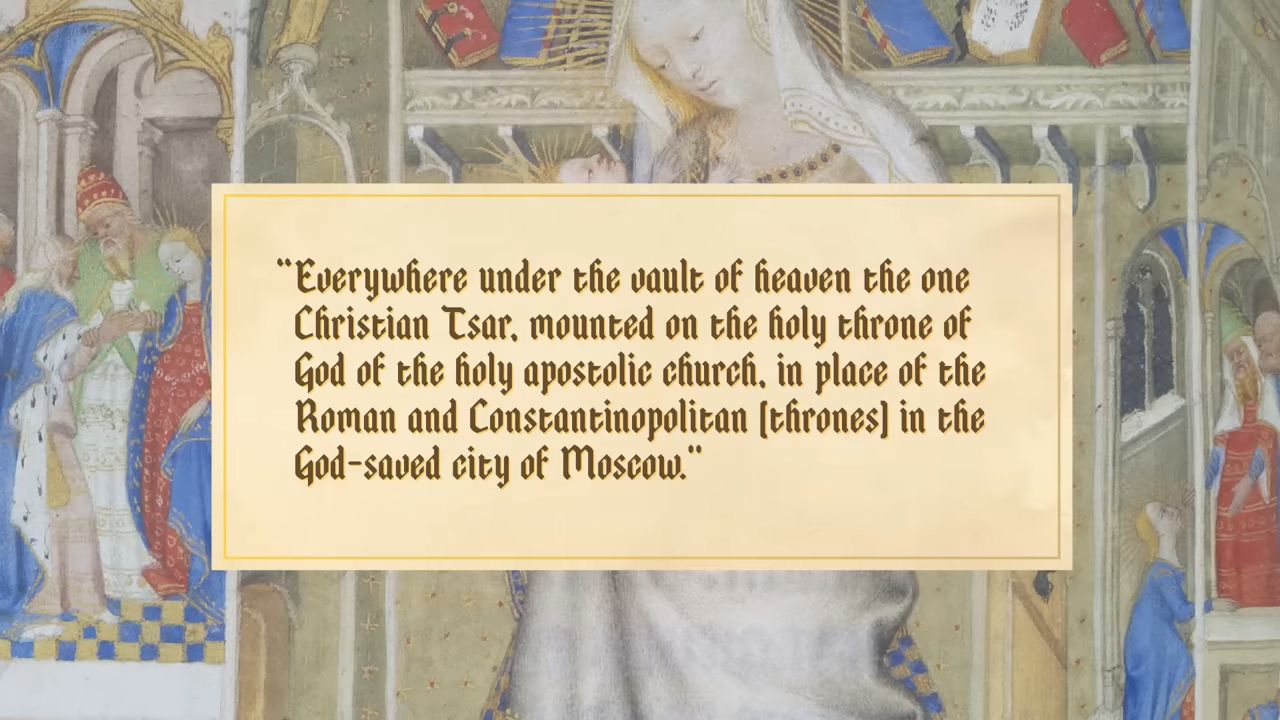 “Everywhere under the vault of heaven the one
Christian Tsar, mounted on the holy throne of
God of the holy apostolic church, in place of the
Roman and Constantinopolitan (thrones) in the
God-saved city of Moscow.”